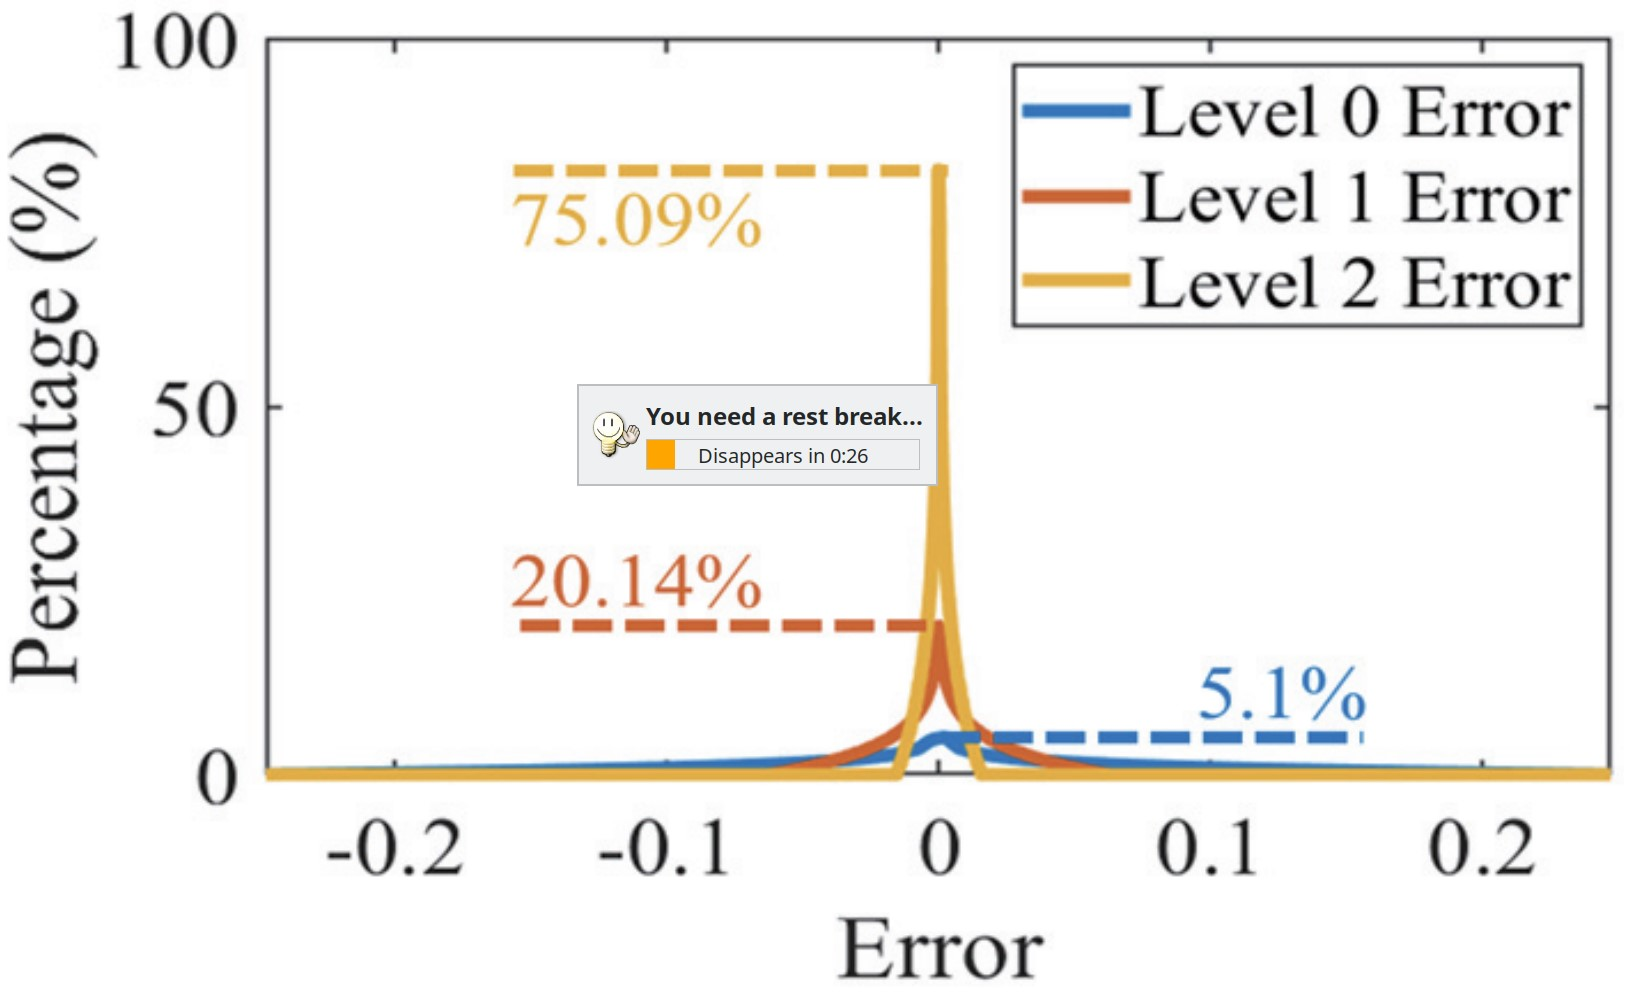 100
50
0
Percentage (%)
Level 0 Error
Level 1 Error
Level 2 Error
75.09%
You need a rest break...
Disappears in 0:26
20.14%
5.1%
-0.2 -0.1 0 0.1 0.2
Error